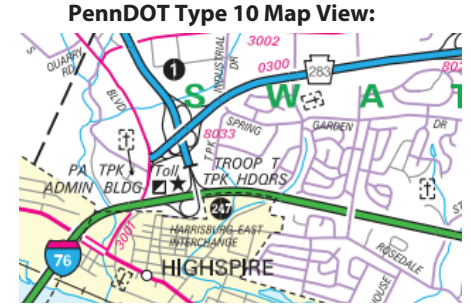 PennDOT Type 10 Map View:
QUARRY
RD
BLVD
1
INDUSTRIAL
DR
3002
0300
283
S W A T
8033
SPRING
GARDEN
DR
T.P.K.
PA TPK
ADMIN BLDG
Toll
TROOP T
TPK HDQRS
247
HARRISBURG EAST
INTERCHANGE
3001
76
HIGHSPIRE
ROSEDALE
HOUSE